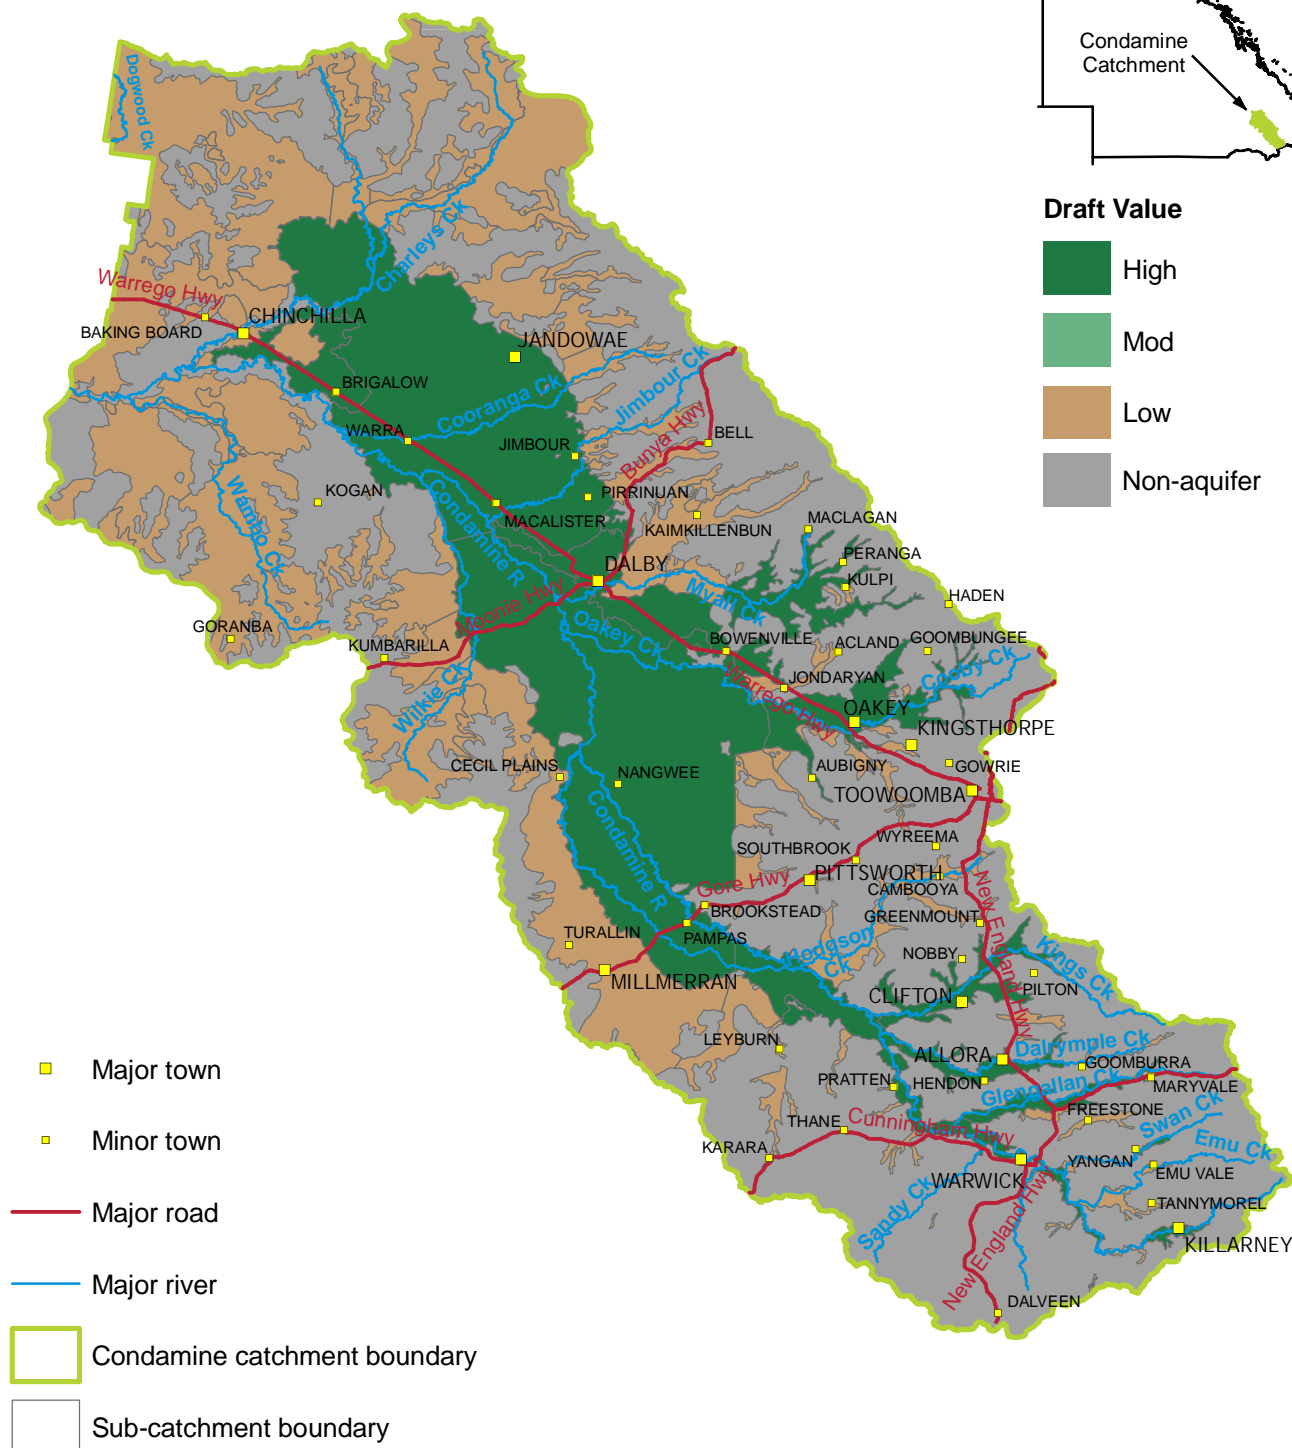 Condamine
Catchment
Draft Value
High
Mod
Low
Non-aquifer
Dogwood Ck
Charleys Ck
Warrego Hwy
CHINCHILLA
BAKING BOARD
JANDOWAE
BRIGALOW
Cooranga Ck
Jimbour Ck
WARRA
JIMBOUR
Bunya Hwy
BELL
KOGAN
Wambo Ck
Condamine R
PIRRINUAN
MACALISTER
KAIMKILLENBUN
MACLAGAN
PERANGA
KULPI
DALBY
Myall Ck
HADEN
Moonie Hwy
GORANBA
KUMBARILLA
Oakey Ck
BOWENVILLE
ACLAND
GOOMBUNGEE
Cooby Ck
JONDARYAN
Warrego Hwy
Wilkie Ck
OAKEY
KINGSTHORPE
CECIL PLAINS
NANGWEE
AUBIGNY
GOWRIE
TOOWOOMBA
Condamine R
SOUTHBROOK
WYREEMA
Gore Hwy
PITTSWORTH
CAMBOOYA
BROOKSTEAD
GREENMOUNT
New England Hwy
TURALLIN
PAMPAS
Hodgson
Ck
NOBBY
Kings Ck
MILLMERRAN
CLIFTON
PILTON
LEYBURN
ALLORA
Dalrymple Ck
GOOMBURRA
PRATTEN
HENDON
Glengallan Ck
MARYVALE
FREESTONE
THANE
Cunningham Hwy
Swan Ck
KARARA
Emu Ck
YANGAN
EMU VALE
WARWICK
Sandy Ck
TANNYMOREL
KILLARNEY
New England Hwy
DALVEEN
Major town
Minor town
Major road
Major river
Condamine catchment boundary
Sub-catchment boundary